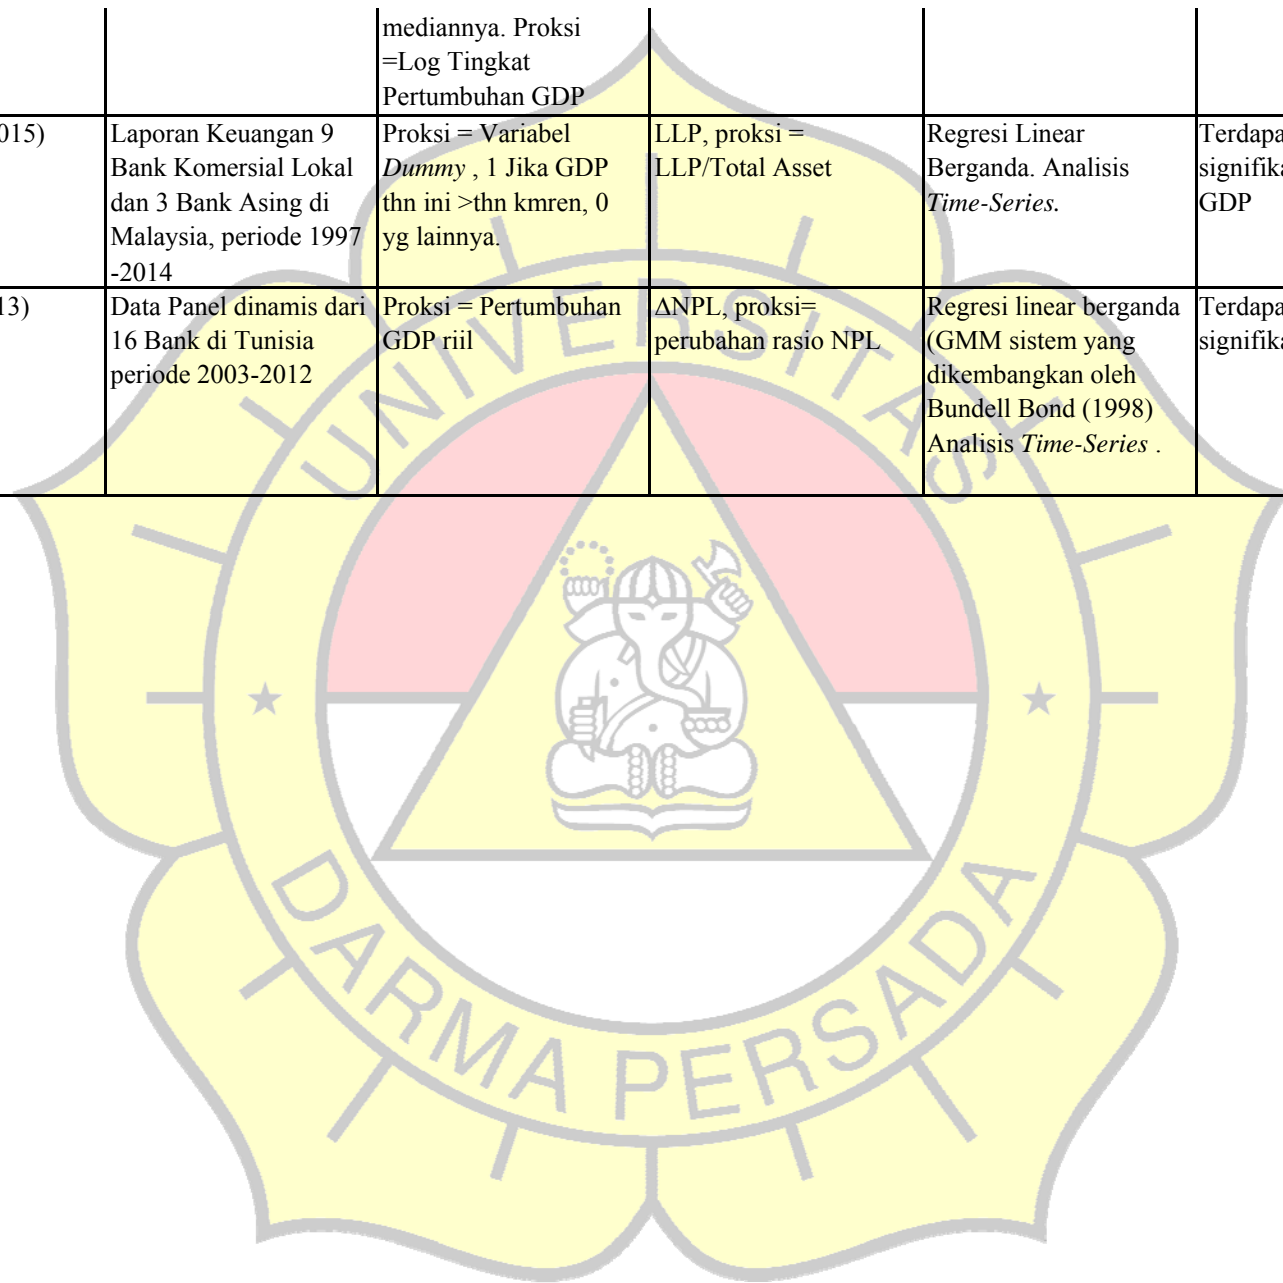 mediannya. Proksi
=Log Tingkat
Pertumbuhan GDP
015)
Laporan Keuangan 9
Bank Komersial Lokal
dan 3 Bank Asing di
Malaysia, periode 1997
-2014
Proksi = Variabel
Dummy , 1 Jika GDP
thn ini >thn kmren, 0
yg lainnya.
LLP, proksi =
LLP/Total Asset
Regresi Linear
Berganda. Analisis
Time-Series.
Terdapa
signifika
GDP
13)
Data Panel dinamis dari
16 Bank di Tunisia
periode 2003-2012
Proksi = Pertumbuhan
GDP riil
ΔNPL, proksi=
perubahan rasio NPL
Regresi linear berganda
(GMM sistem yang
dikembangkan oleh
Bundell Bond (1998)
Analisis Time-Series .
Terdapa
signifika
UNIVERSITAS
DARMA PERSADA